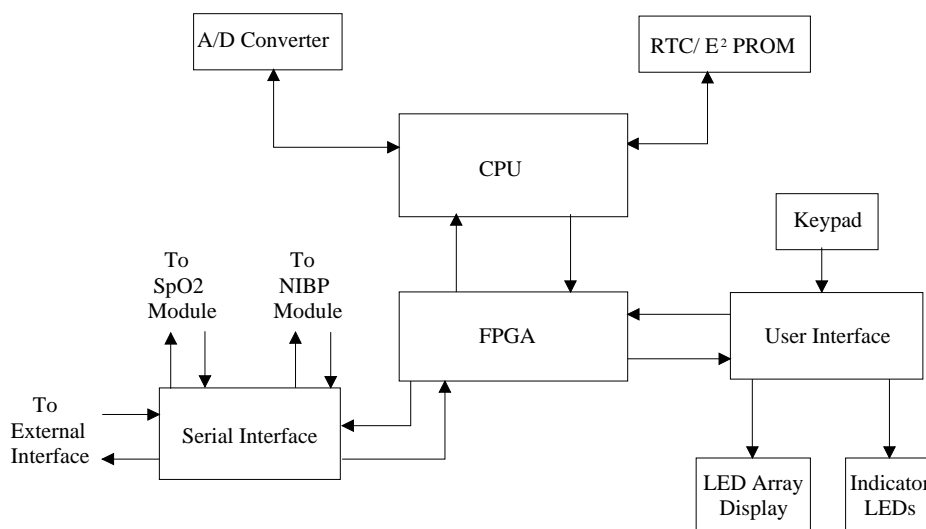 A/D Converter
RTC/ E² PROM
CPU
Keypad
To
SpO2
Module
To
NIBP
Module
FPGA
User Interface
To
External
Interface
Serial Interface
LED Array
Display
Indicator
LEDs